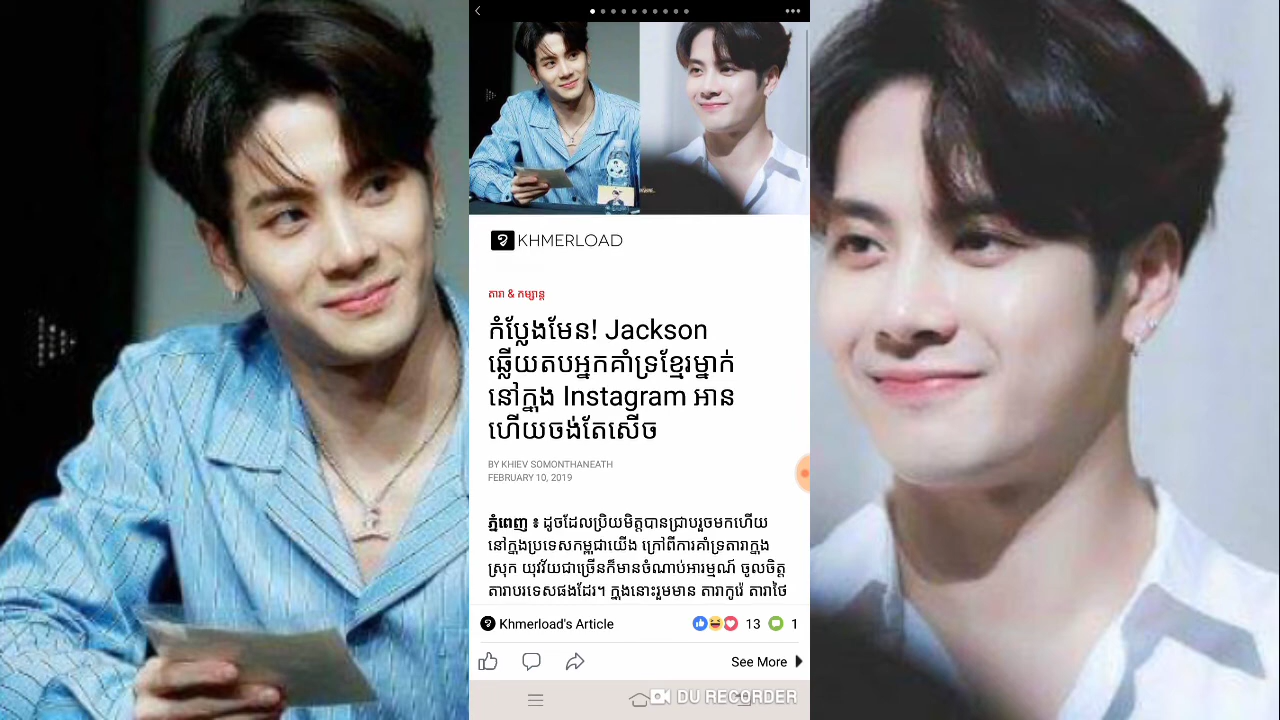 KHMERLOAD
តារា & កម្សាន្ត
កំប្លែងមែន! Jackson
ឆ្លើយតបអ្នកគាំទ្រខ្មែរម្នាក់
នៅក្នុង Instagram អាន
ហើយចង់តែសើច
BY KHIEV SOMONTHANEATH
FEBRUARY 10, 2019
ភ្នំពេញ ៖ ដូចដែលប្រិយមិត្តបានជ្រាបរួចមកហើយ
នៅក្នុងប្រទេសកម្ពុជាយើង ក្រៅពីការគាំទ្រតារាក្នុង
ស្រុក យុវវ័យជាច្រើនក៏មានចំណាប់អារម្មណ៍ ចូលចិត្ត
តារាបរទេសផងដែរ។ ក្នុងនោះរួមមាន តារាកូរ៉េ តារាថៃ
Khmerload's Article
13
1
See More
DU RECORDER